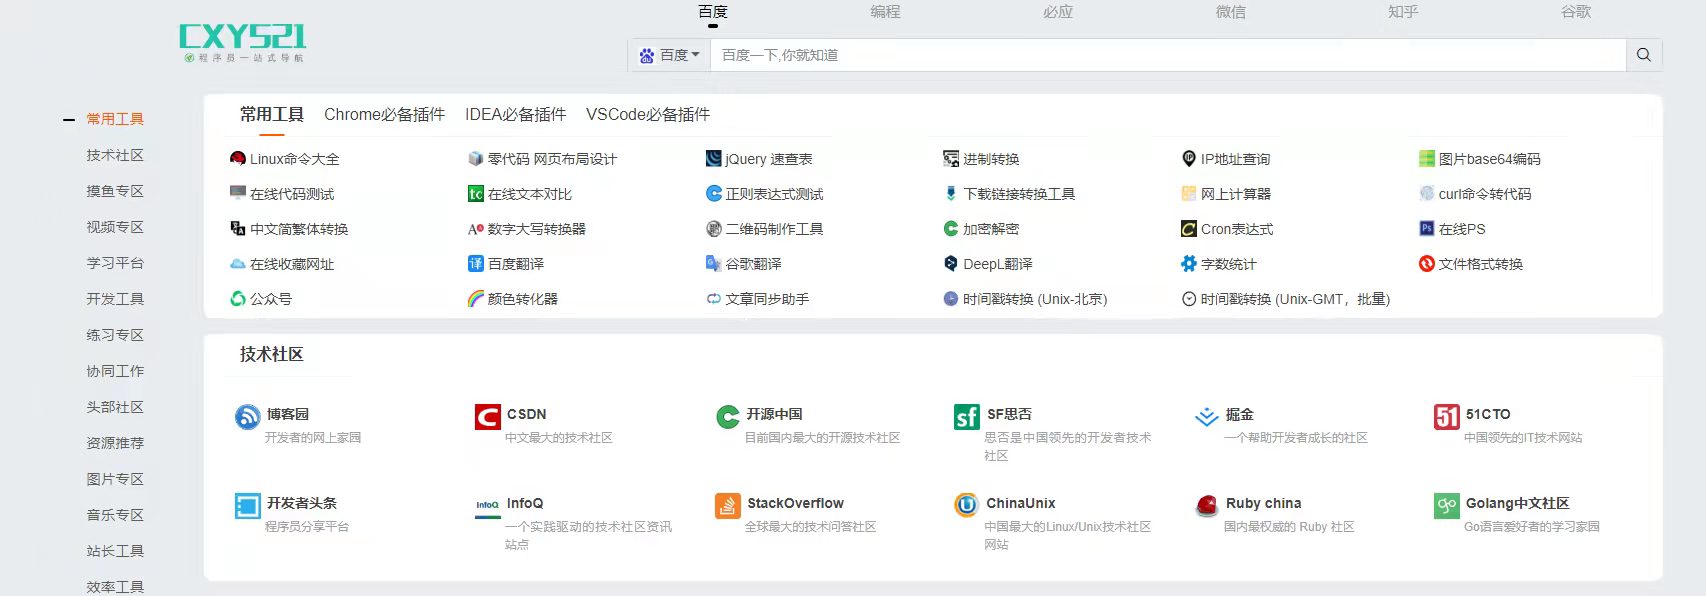 百度 编程 必应 微信 知乎 谷歌
CXY521
程序员一站式导航
百度 百度一下,你就知道
常用工具
技术社区
摸鱼专区
视频专区
学习平台
开发工具
练习专区
协同工作
头部社区
资源推荐
图片专区
音乐专区
站长工具
效率工具
常用工具 Chrome必备插件 IDEA必备插件 VSCode必备插件
Linux命令大全 零代码 网页布局设计 jQuery 速查表 进制转换 IP地址查询 图片base64编码
在线代码测试 在线文本对比 正则表达式测试 下载链接转换工具 网上计算器 curl命令转代码
中文简繁体转换 数字大写转换器 二维码制作工具 加密解密 Cron表达式 在线PS
在线收藏网址 百度翻译 谷歌翻译 DeepL翻译 字数统计 文件格式转换
公众号 颜色转化器 文章同步助手 时间戳转换 (Unix-北京) 时间戳转换 (Unix-GMT，批量)
技术社区
博客园 CSDN 开源中国 SF思否 掘金 51CTO
开发者的网上家园 中文最大的技术社区 目前国内最大的开源技术社区 思否是中国领先的开发者技术 一个帮助开发者成长的社区 中国领先的IT技术网站
社区
开发者头条 InfoQ StackOverflow ChinaUnix Ruby china Golang中文社区
程序员分享平台 一个实践驱动的技术社区资讯 全球最大的技术问答社区 中国最大的Linux/Unix技术社区 国内最权威的 Ruby 社区 Go语言爱好者的学习家园
站点 网站